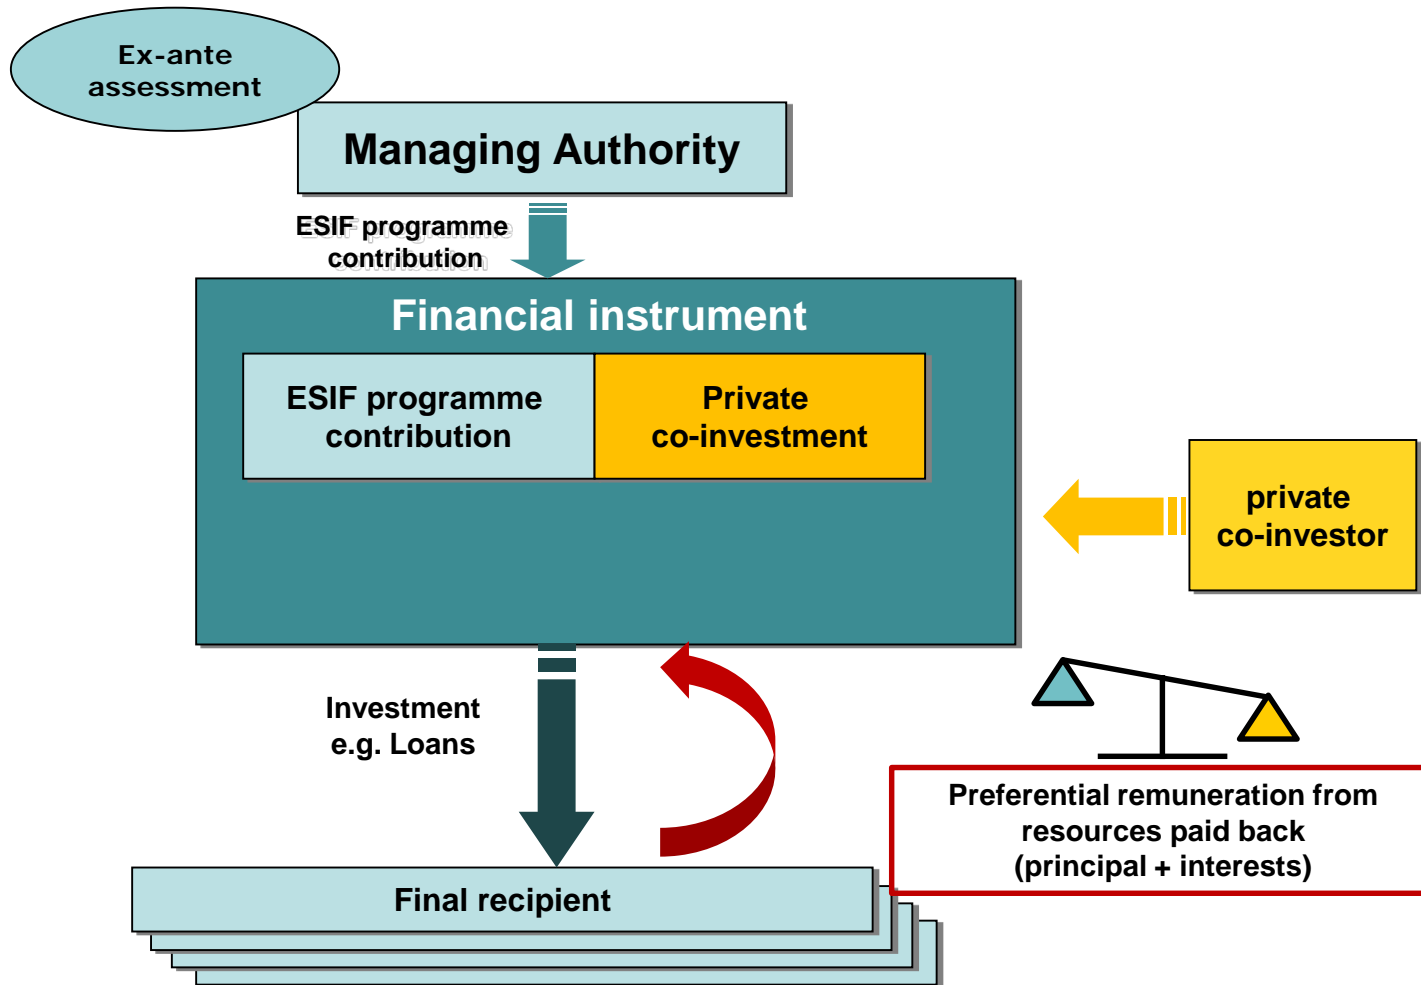 Ex-ante
assessment
Managing Authority
ESIF programme
contribution
Financial instrument
ESIF programme
contribution
Private
co-investment
private
co-investor
Investment
e.g. Loans
Preferential remuneration from
resources paid back
(principal + interests)
Final recipient